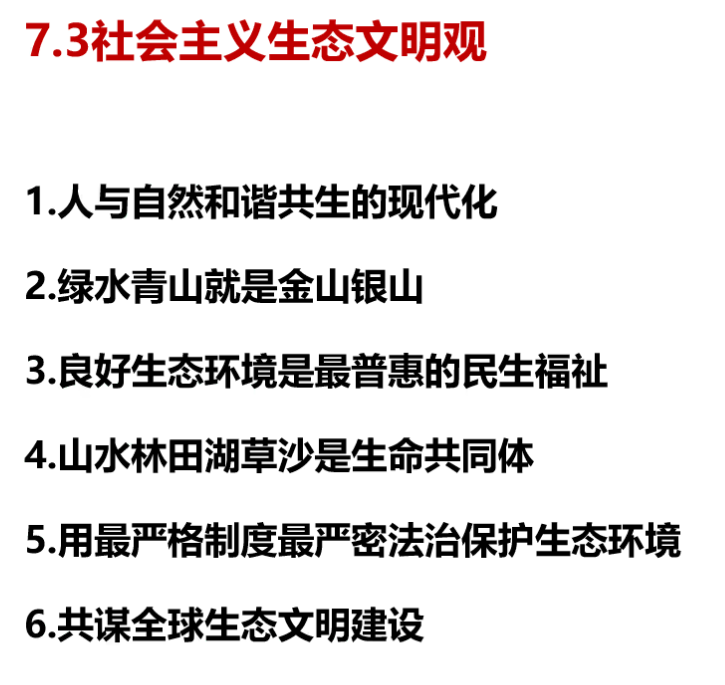 7.3社会主义生态文明观
1.人与自然和谐共生的现代化
2.绿水青山就是金山银山
3.良好生态环境是最普惠的民生福祉
4.山水林田湖草沙是生命共同体
5.用最严格制度最严密法治保护生态环境
6.共谋全球生态文明建设